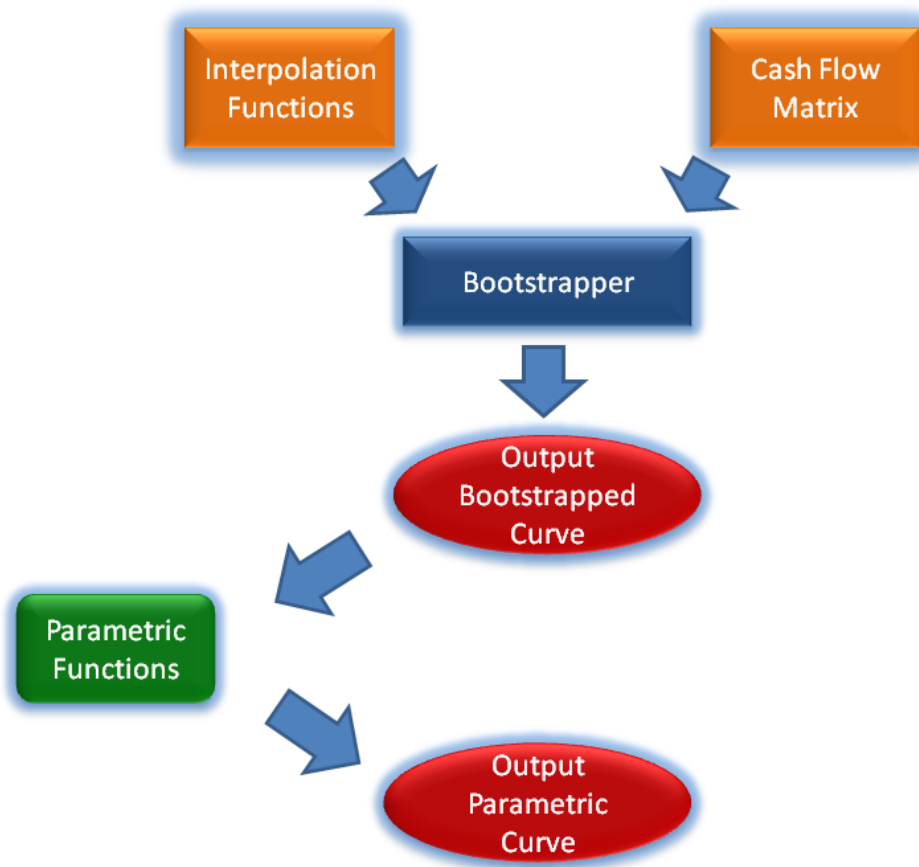 Interpolation
Functions
Cash Flow
Matrix
Bootstrapper
Output
Bootstrapped
Curve
Parametric
Functions
Output
Parametric
Curve